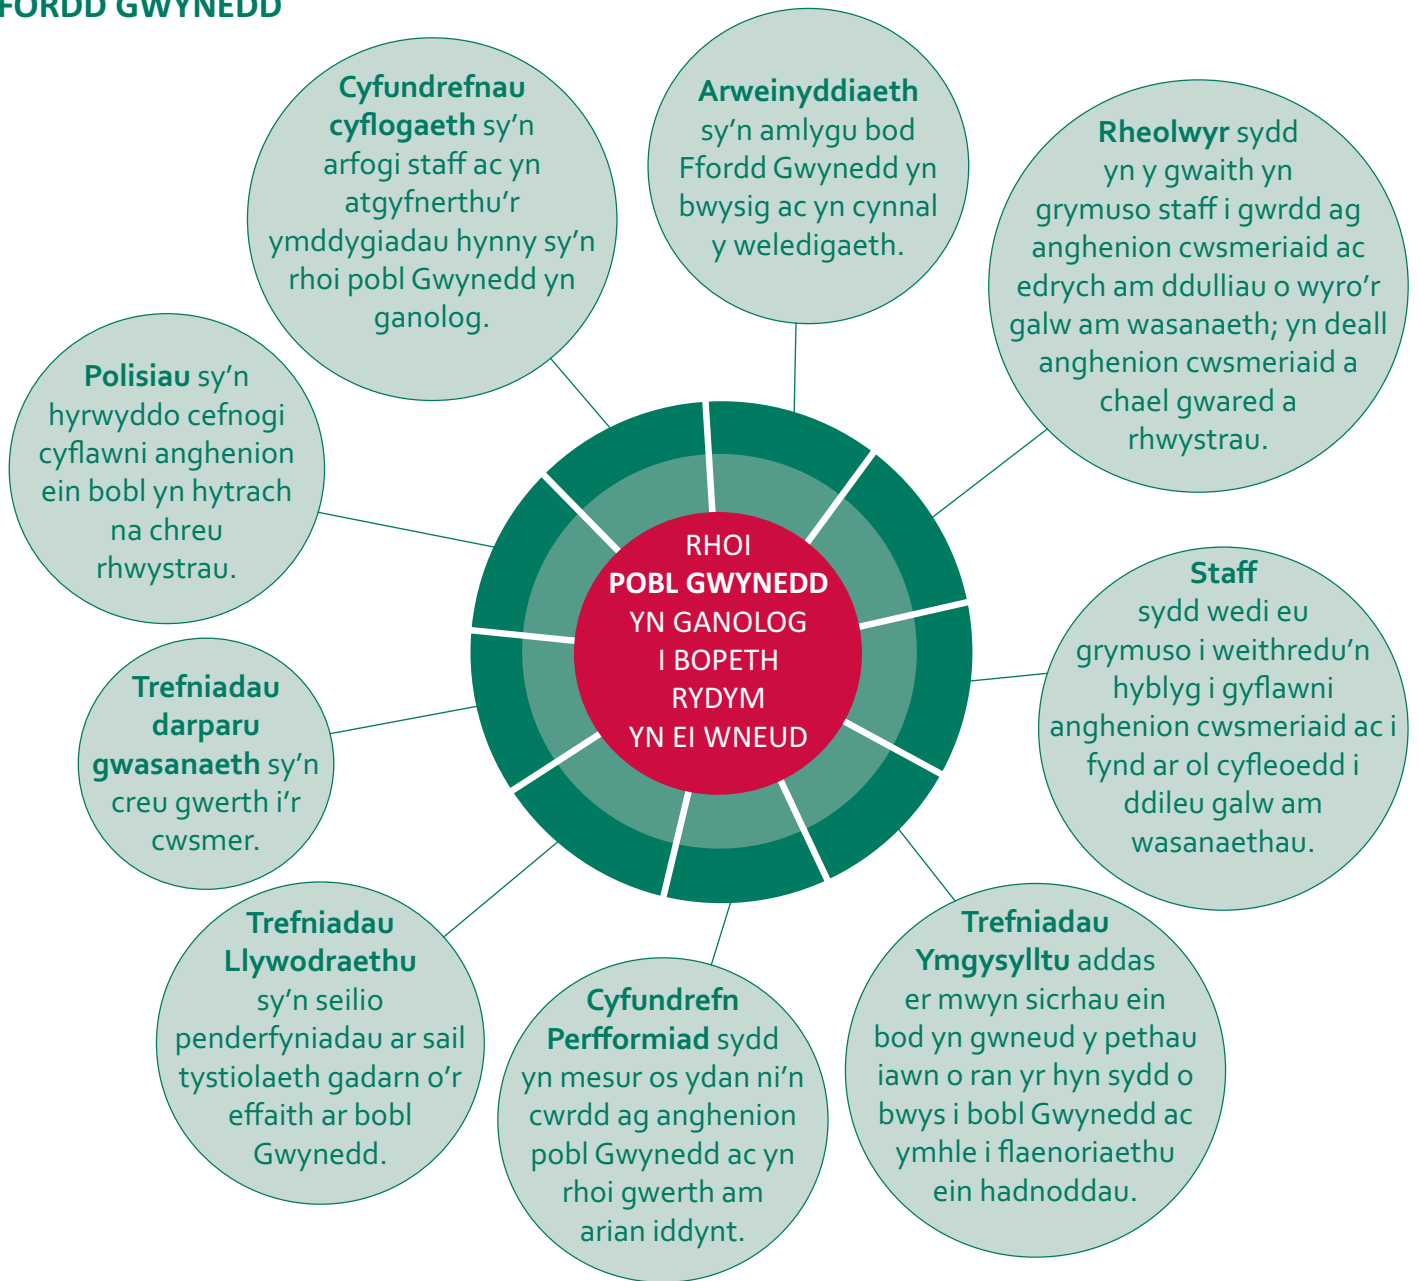 FFORDD GWYNEDD
Arweinyddiaeth
sy'n amlygu bod
Ffordd Gwynedd yn
bwysig ac yn cynnal
y weledigaeth.
Rheolwyr sydd
yn y gwaith yn
grymuso staff i gwrdd ag
anghenion cwsmeriaid ac
edrych am ddulliau o wyro'r
galw am wasanaeth; yn deall
anghenion cwsmeriaid a
chael gwared a
rhwystrau.
Staff
sydd wedi eu
grymuso i weithredu'n
hyblyg i gyflawni
anghenion cwsmeriaid ac i
fynd ar ol cyfleoedd i
ddileu galw am
wasanaethau.
Trefniadau
Ymgysylltu addas
er mwyn sicrhau ein
bod yn gwneud y pethau
iawn o ran yr hyn sydd o
bwys i bobl Gwynedd ac
ymhle i flaenoriaethu
ein hadnoddau.
Cyfundrefn
Perfformiad sydd
yn mesur os ydan ni'n
cwrdd ag anghenion
pobl Gwynedd ac yn
rhoi gwerth am
arian iddynt.
Trefniadau
Llywodraethu
sy'n seilio
penderfyniadau ar sail
tystiolaeth gadarn o'r
effaith ar bobl
Gwynedd.
Trefniadau
darparu
gwasanaeth sy'n
creu gwerth i'r
cwsmer.
Polisiau sy'n
hyrwyddo cefnogi
cyflawni anghenion
ein bobl yn hytrach
na chreu
rhwystrau.
Cyfundrefnau
cyflogaeth sy'n
arfogi staff ac yn
atgyfnerthu'r
ymddygiadau hynny sy'n
rhoi pobl Gwynedd yn
ganolog.
RHOI
POBL GWYNEDD
YN GANOLOG
I BOPETH
RYDYM
YN EI WNEUD